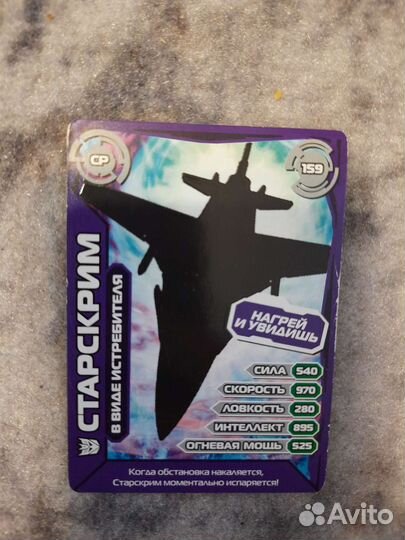 СР
159
СТАРСКРИМ
В ВИДЕ ИСТРЕБИТЕЛЯ
НАГРЕЙ
И УВИДИШЬ
СИЛА 540
СКОРОСТЬ 970
ЛОВКОСТЬ 280
ИНТЕЛЛЕКТ 895
ОГНЕВАЯ МОЩЬ 525
Когда обстановка накаляется,
Старскрим моментально испаряется!
Avito